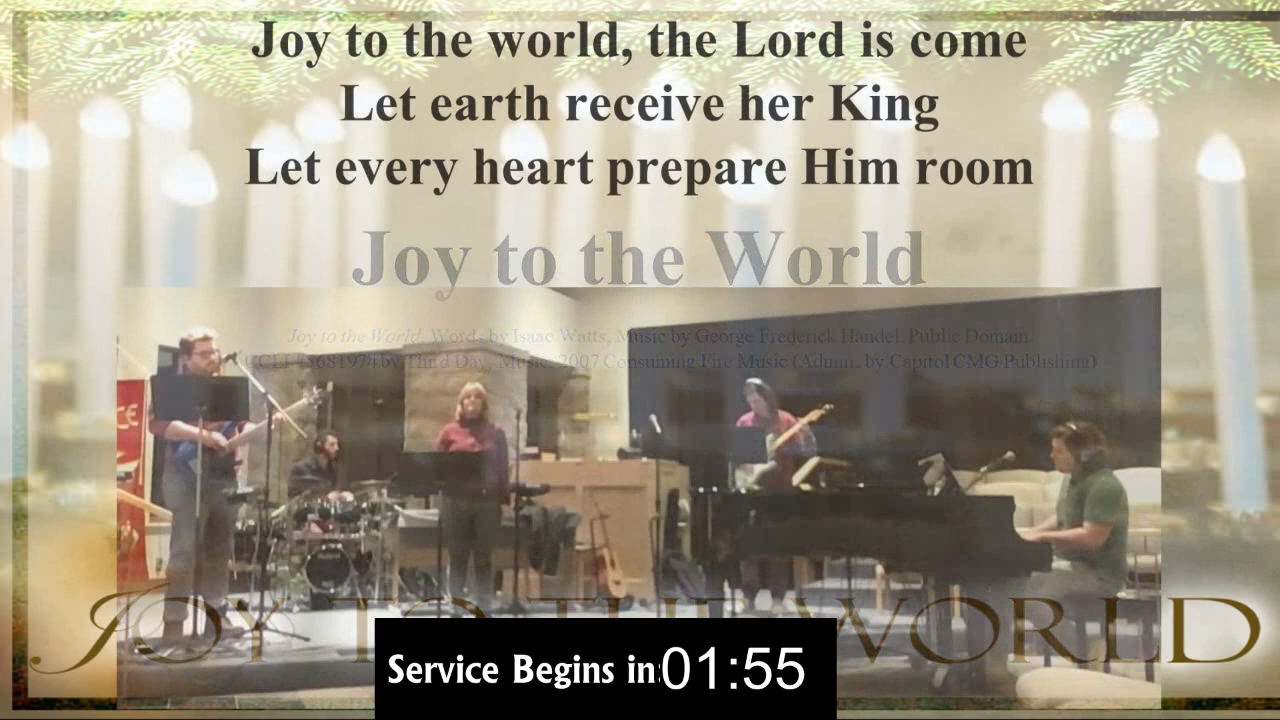 Joy to the world, the Lord is come
Let earth receive her King
Let every heart prepare Him room
Joy to the World
Joy to the World, Words by Isaac Watts, Music by George Frederick Handel. Public Domain.
by Third Day, Music: 2007 Consuming Fire Music (Admin. by Capitol CMG Publishing)
JOY TO THE WORLD
Service Begins in:01:55